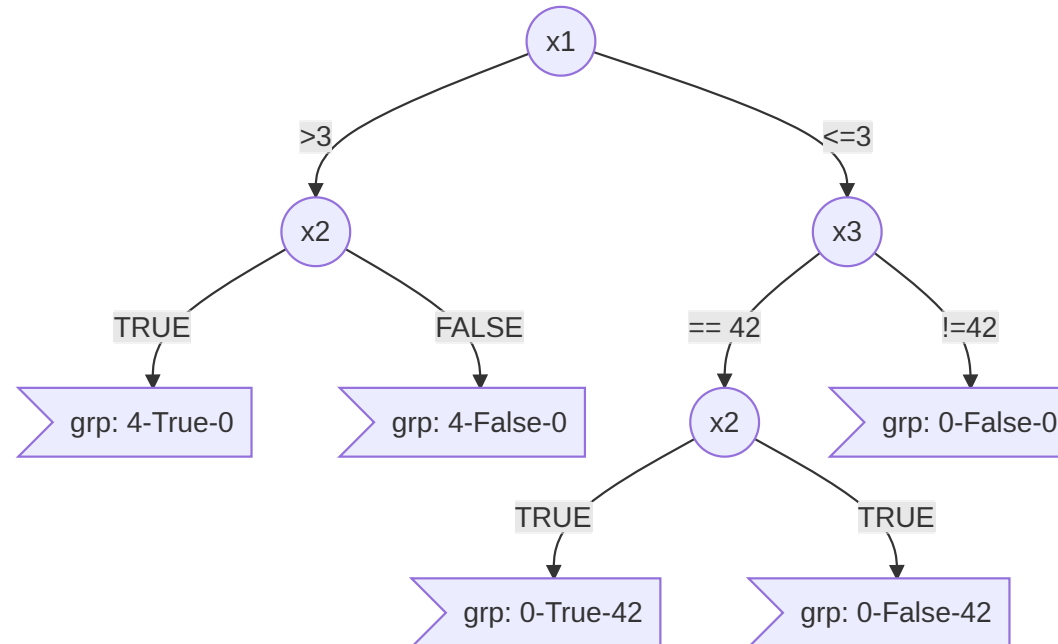 x1
>3
<=3
x2
x3
TRUE
FALSE
== 42
!=42
grp: 4-True-0
grp: 4-False-0
x2
grp: 0-False-0
TRUE
TRUE
grp: 0-True-42
grp: 0-False-42